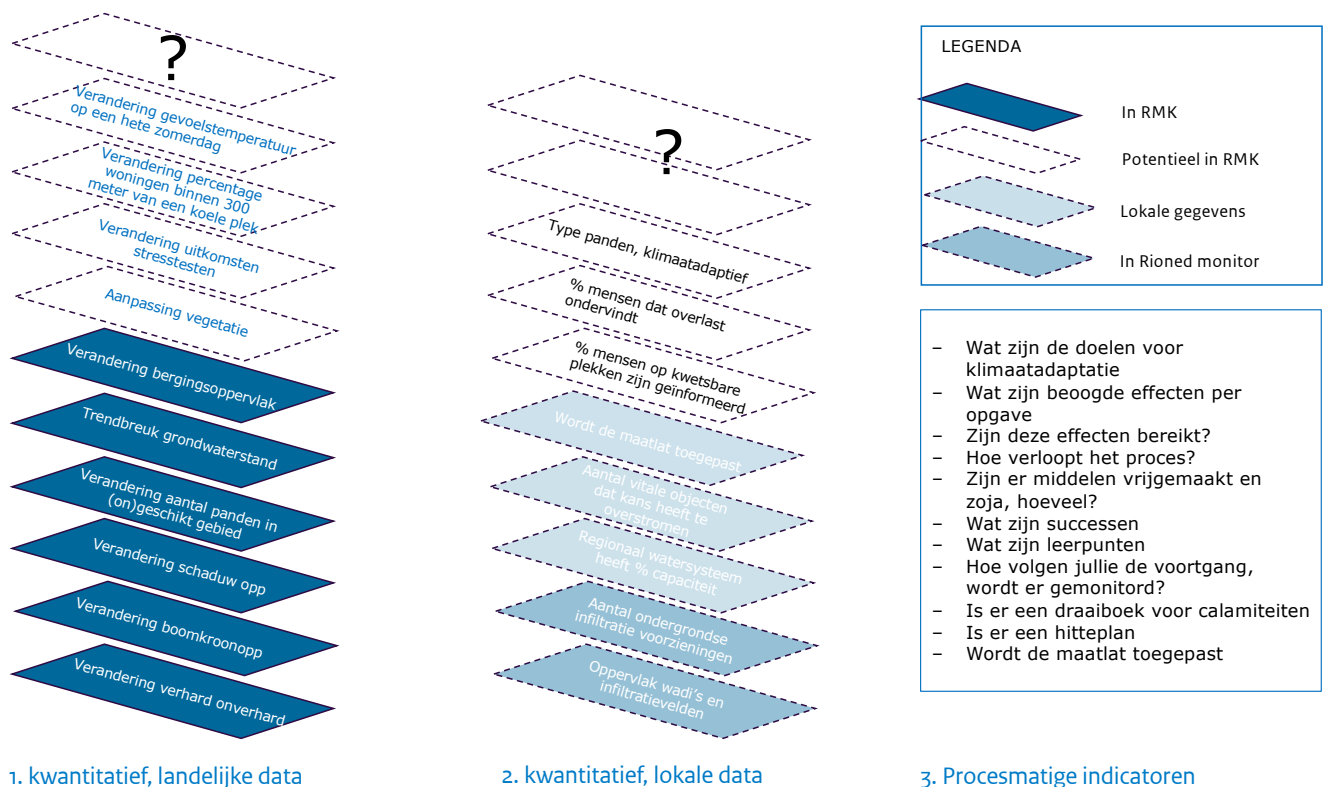 ?
Verandering gevoelstemperatuur
op een hete zomerdag
Verandering percentage
woningen binnen 300
meter van een koele plek
Verandering uitkomsten
stresstesten
Aanpassing vegetatie
Verandering bergingsoppervlak
Trendbreuk grondwaterstand
Verandering aantal panden in
(on)geschikt gebied
Verandering schaduw opp
Verandering boomkroonopp
Verandering verhard onverhard
1. kwantitatief, landelijke data
?
Type panden, klimaatadaptief
% mensen dat overlast
ondervindt
% mensen op kwetsbare
plekken zijn geïnformeerd
Wordt de maatlat toegepast
Aantal vitale objecten
dat kans heeft te
overstromen
Regionaal watersysteem
heeft % capaciteit
Aantal ondergrondse
infiltratie voorzieningen
Oppervlak wadi's en
infiltratievelden
2. kwantitatief, lokale data
LEGENDA
In RMK
Potentieel in RMK
Lokale gegevens
In Rioned monitor
– Wat zijn de doelen voor
klimaatadaptatie
– Wat zijn beoogde effecten per
opgave
– Zijn deze effecten bereikt?
– Hoe verloopt het proces?
– Zijn er middelen vrijgemaakt en
zoja, hoeveel?
– Wat zijn successen
– Wat zijn leerpunten
– Hoe volgen jullie de voortgang,
wordt er gemonitord?
– Is er een draaiboek voor calamiteiten
– Is er een hitteplan
– Wordt de maatlat toegepast
3. Procesmatige indicatoren